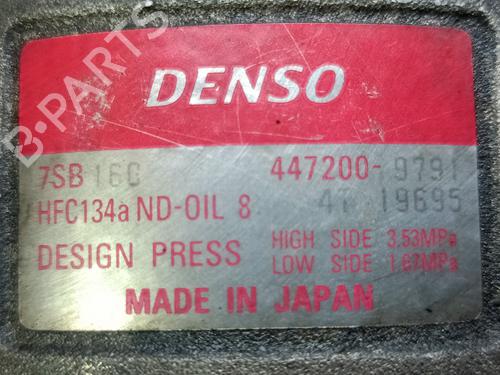 B-PARTS
DENSO
7SB16C 447200-9791
HFC134a ND-OIL 8 19695
DESIGN PRESS HIGH SIDE 3.53MPa
LOW SIDE 1.67MPa
MADE IN JAPAN